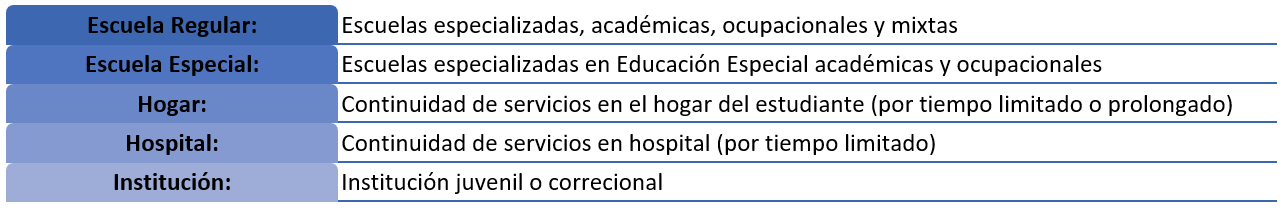 Escuela Regular: Escuelas especializadas, académicas, ocupacionales y mixtas
Escuela Especial: Escuelas especializadas en Educación Especial académicas y ocupacionales
Hogar: Continuidad de servicios en el hogar del estudiante (por tiempo limitado o prolongado)
Hospital: Continuidad de servicios en hospital (por tiempo limitado)
Institución: Institución juvenil o correcional